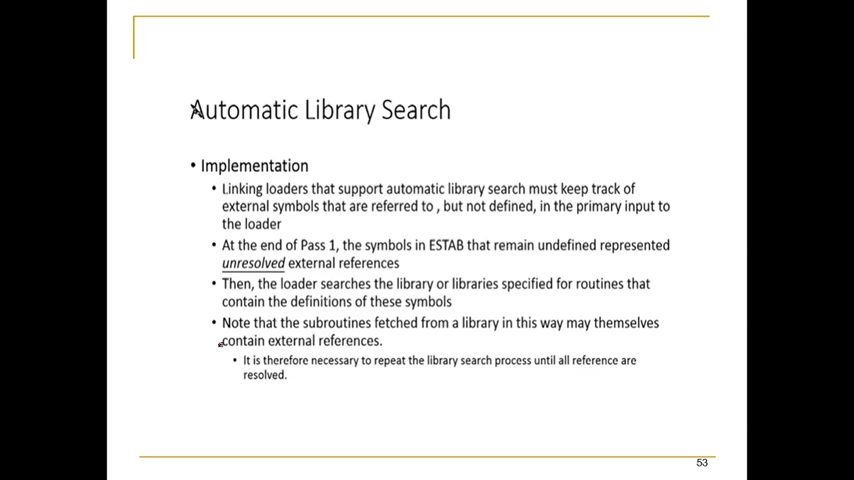 Automatic Library Search
• Implementation
• Linking loaders that support automatic library search must keep track of
external symbols that are referred to , but not defined, in the primary input to
the loader
• At the end of Pass 1, the symbols in ESTAB that remain undefined represented
unresolved external references
• Then, the loader searches the library or libraries specified for routines that
contain the definitions of these symbols
• Note that the subroutines fetched from a library in this way may themselves
contain external references.
• It is therefore necessary to repeat the library search process until all reference are
resolved.
53